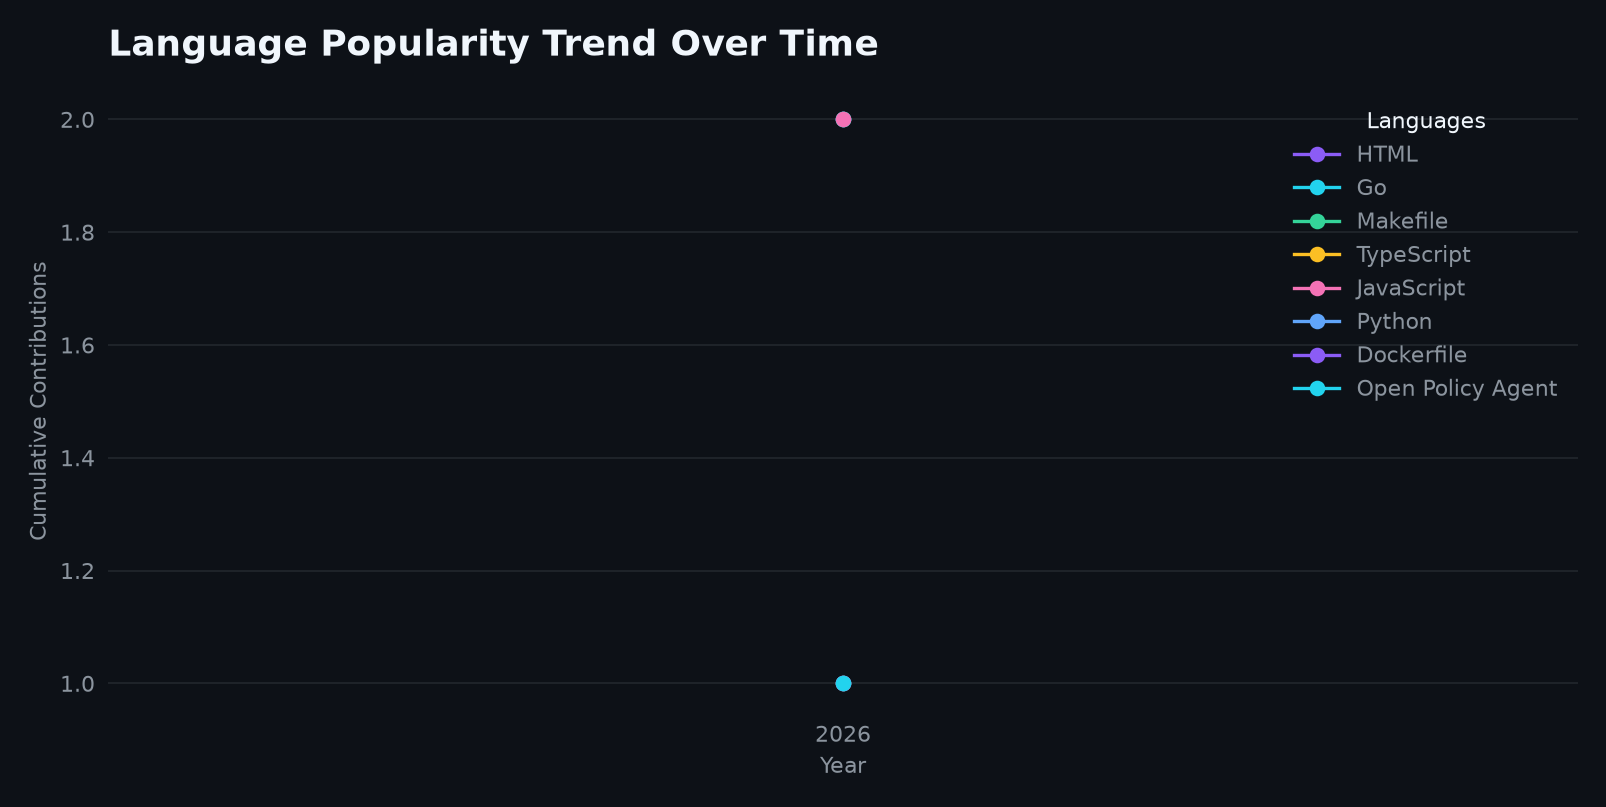 Language Popularity Trend Over Time
2.0
1.8
1.6
1.4
1.2
1.0
Cumulative Contributions
2026
Year
Languages
HTML
Go
Makefile
TypeScript
JavaScript
Python
Dockerfile
Open Policy Agent